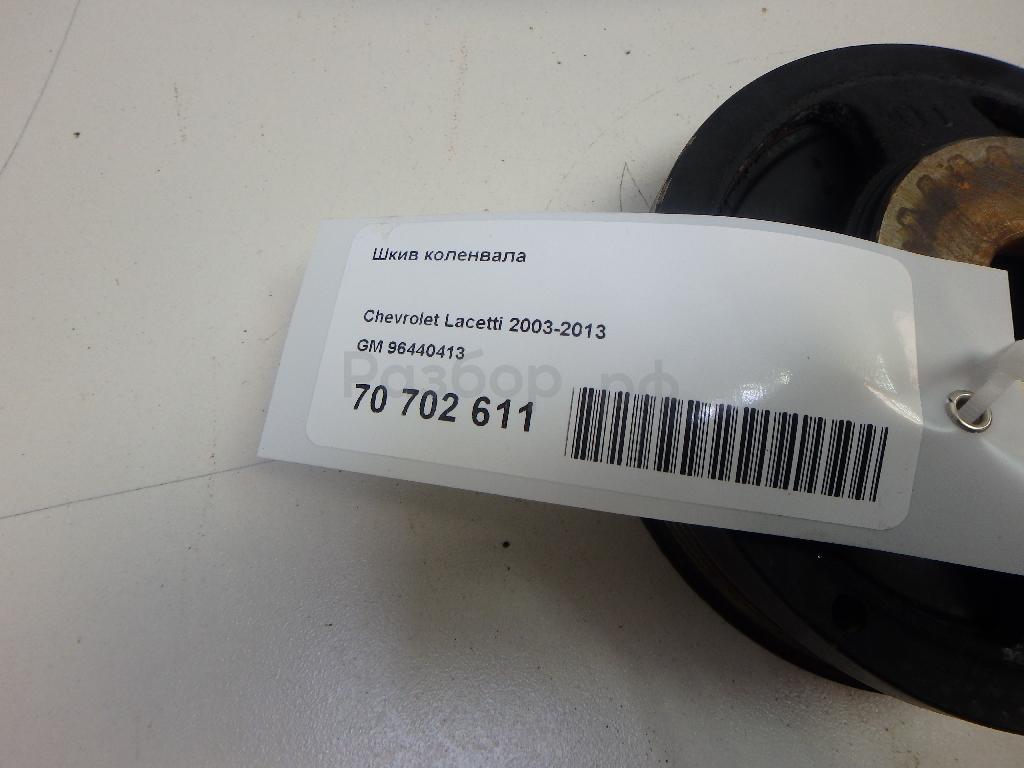 Шкив коленвала
Chevrolet Lacetti 2003-2013
GM 96440413
Разбор.рф
70 702 611